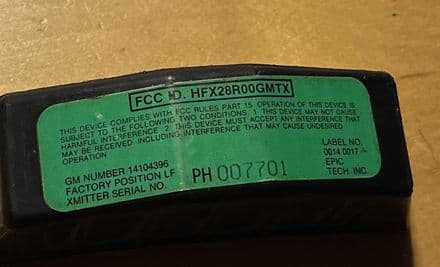 FCC ID. HFX28R00GMTX
THIS DEVICE COMPLIES WITH FCC RULES PART 15 OPERATION OF THIS DEVICE IS
SUBJECT TO THE FOLLOWING TWO CONDITIONS 1 THIS DEVICE MAY NOT CAUSE
HARMFUL INTERFERENCE 2 THIS DEVICE MUST ACCEPT ANY INTERFERENCE THAT
MAY BE RECEIVED INCLUDING INTERFERENCE THAT MAY CAUSE UNDESIRED
OPERATION
GM NUMBER 14104396
FACTORY POSITION LF
XMITTER SERIAL NO. PH 007701
LABEL NO.
0014 0017
EPIC
TECH. INC.